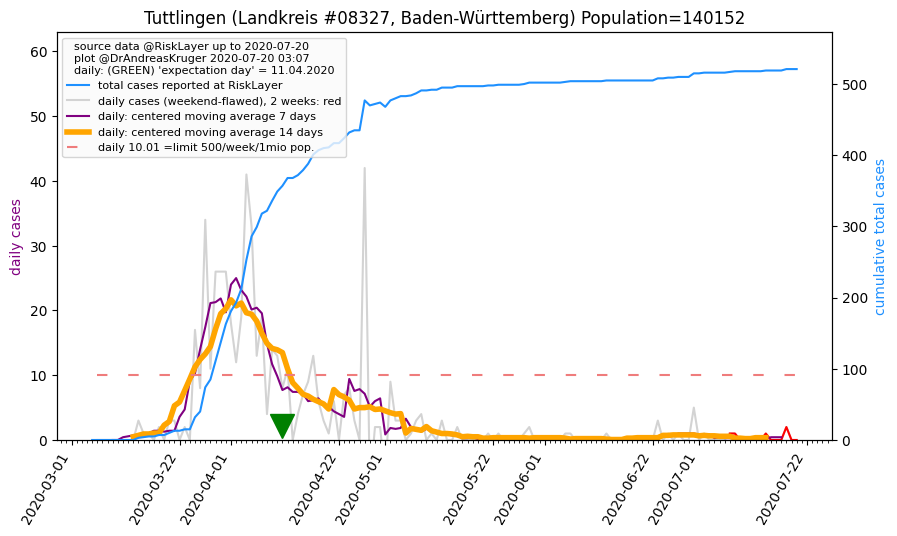 Tuttlingen (Landkreis #08327, Baden-Württemberg) Population=140152
source data @RiskLayer up to 2020-07-20
plot @DrAndreasKruger 2020-07-20 03:07
daily: (GREEN) 'expectation day' = 11.04.2020
total cases reported at RiskLayer
daily cases (weekend-flawed), 2 weeks: red
daily: centered moving average 7 days
daily: centered moving average 14 days
daily 10.01 =limit 500/week/1mio pop.
daily cases
60
50
40
30
20
10
0
cumulative total cases
500
400
300
200
100
0
2020-03-01
2020-03-22
2020-04-01
2020-04-22
2020-05-01
2020-05-22
2020-06-01
2020-06-22
2020-07-01
2020-07-22